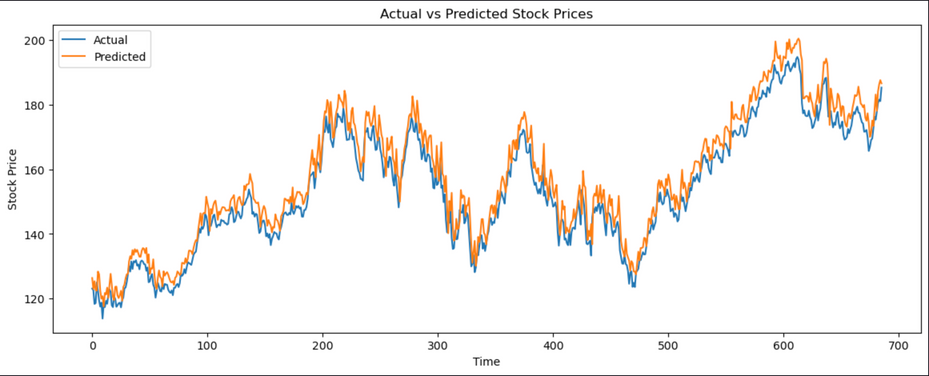 Actual vs Predicted Stock Prices
Actual
Predicted
Stock Price
200
180
160
140
120
0 100 200 300 400 500 600 700
Time